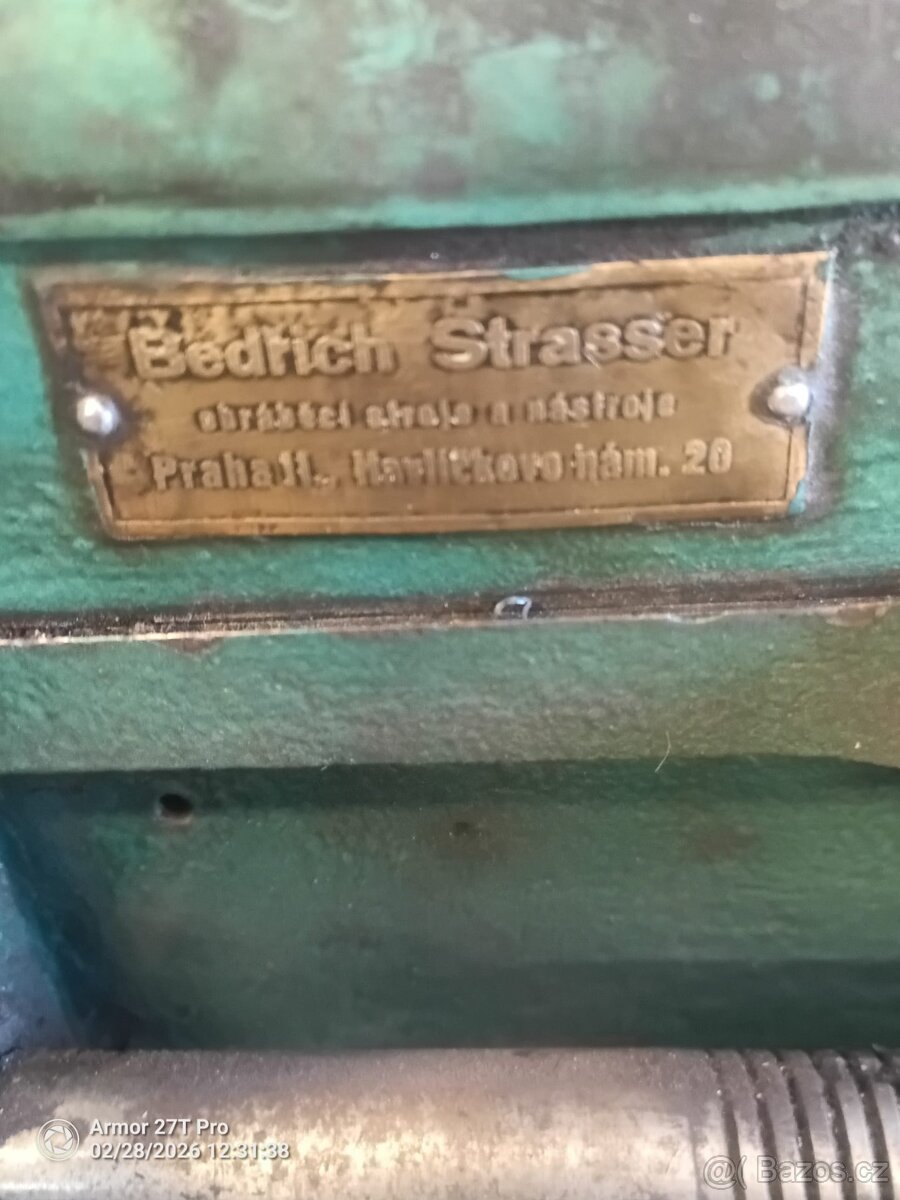 Bedřich Strasser
obráběcí stroje a nástroje
Praha II., Havlíčkovo nám. 20
Armor 27T Pro
02/28/2026 12:31:38
@( Bazos.cz